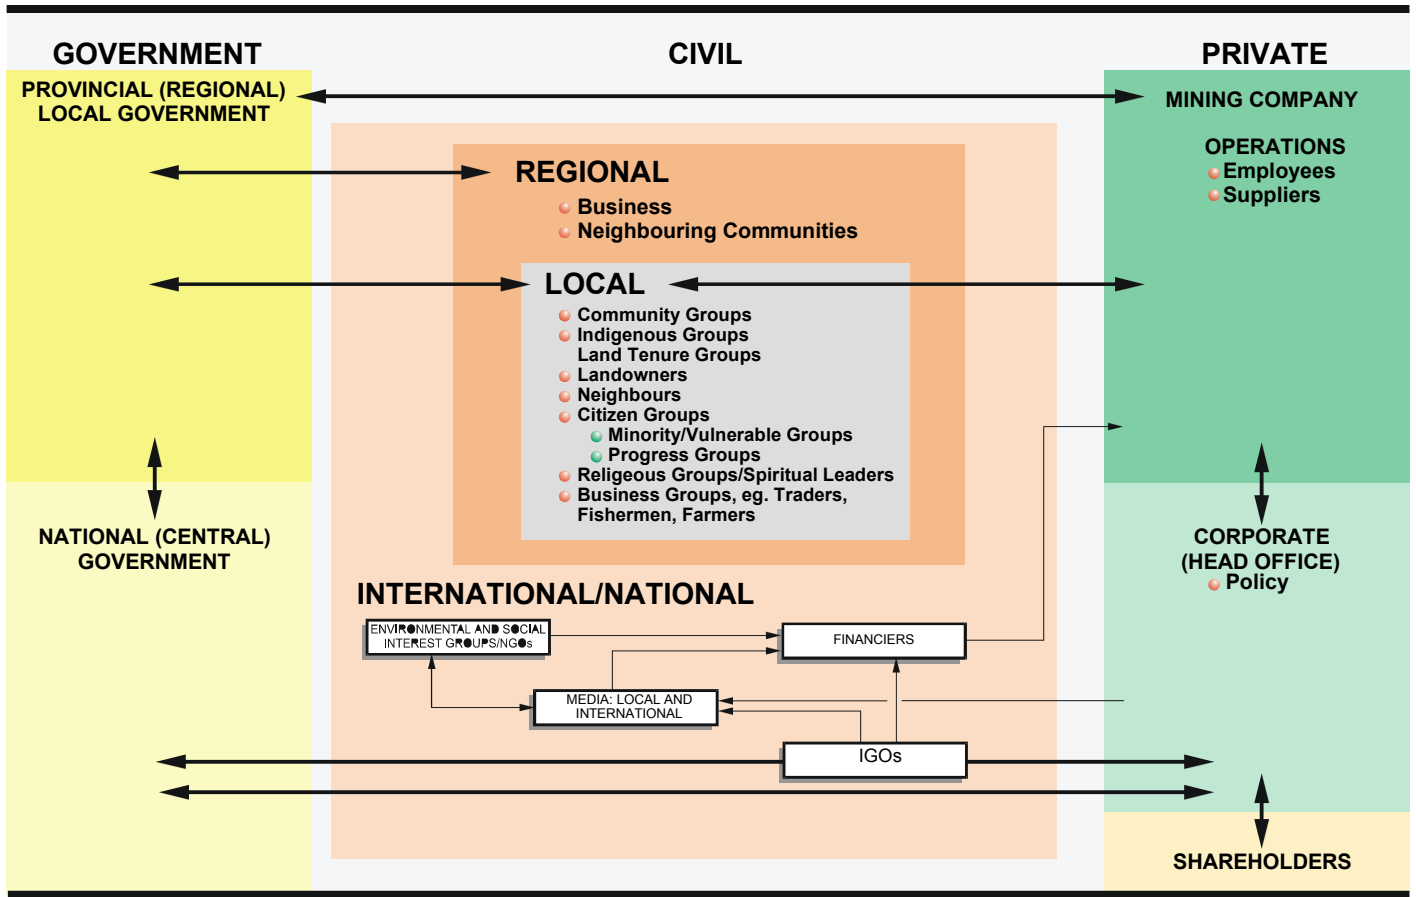 GOVERNMENT
PROVINCIAL (REGIONAL)
LOCAL GOVERNMENT
NATIONAL (CENTRAL)
GOVERNMENT
CIVIL
REGIONAL
Business
Neighbouring Communities
LOCAL
Community Groups
Indigenous Groups
Land Tenure Groups
Landowners
Neighbours
Citizen Groups
Minority/Vulnerable Groups
Progress Groups
Religeous Groups/Spiritual Leaders
Business Groups, eg. Traders,
Fishermen, Farmers
INTERNATIONAL/NATIONAL
ENVIRONMENTAL AND SOCIAL
INTEREST GROUPS/NGOs
FINANCIERS
MEDIA: LOCAL AND
INTERNATIONAL
IGOs
PRIVATE
MINING COMPANY
OPERATIONS
Employees
Suppliers
CORPORATE
(HEAD OFFICE)
Policy
SHAREHOLDERS